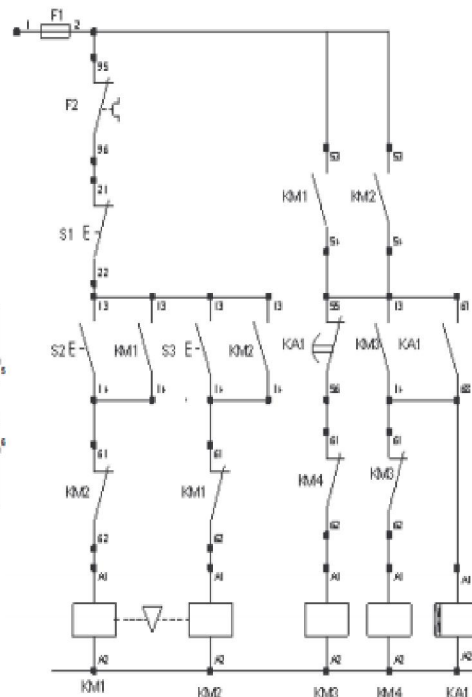 F1
1 2
95
F2
96
21
S1
22
53 53
KM1 KM2
54 54
13 13 13 13 55 13 67
S2 KM1 S3 KM2 KA1 KM3 KA1
14 14 14 14 56 14 68
61 61 61 61
KM2 KM1 KM4 KM3
62 62 62 62
A1 A1 A1 A1 A1
A2 A2 A2 A2 A2
KM1 KM2 KM3 KM4 KA1